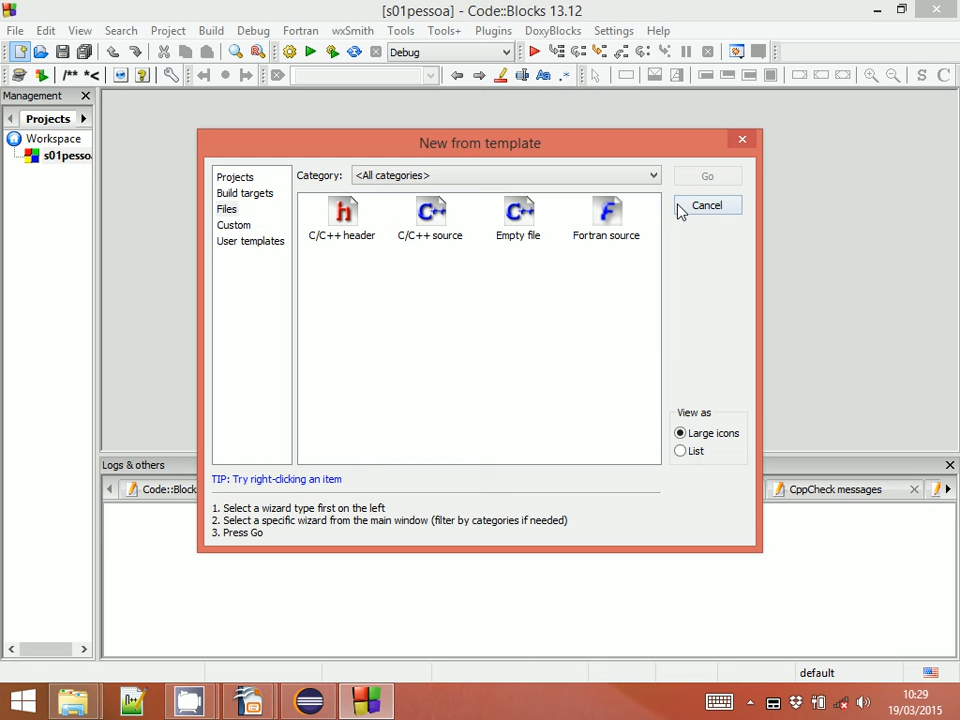 [s01pessoa] - Code::Blocks 13.12
File Edit View Search Project Build Debug Fortran wxSmith Tools Tools+ Plugins DoxyBlocks Settings Help
Debug
/** *<
Aa .* S C
Management
Projects
Workspace
s01pesso
New from template
Projects
Build targets
Files
Custom
User templates
Category: <All categories>
Go
Cancel
C/C++ header C/C++ source Empty file Fortran source
View as
Large icons
List
TIP: Try right-clicking an item
1. Select a wizard type first on the left
2. Select a specific wizard from the main window (filter by categories if needed)
3. Press Go
Logs & others
Code::Block CppCheck messages
default
10:29
19/03/2015